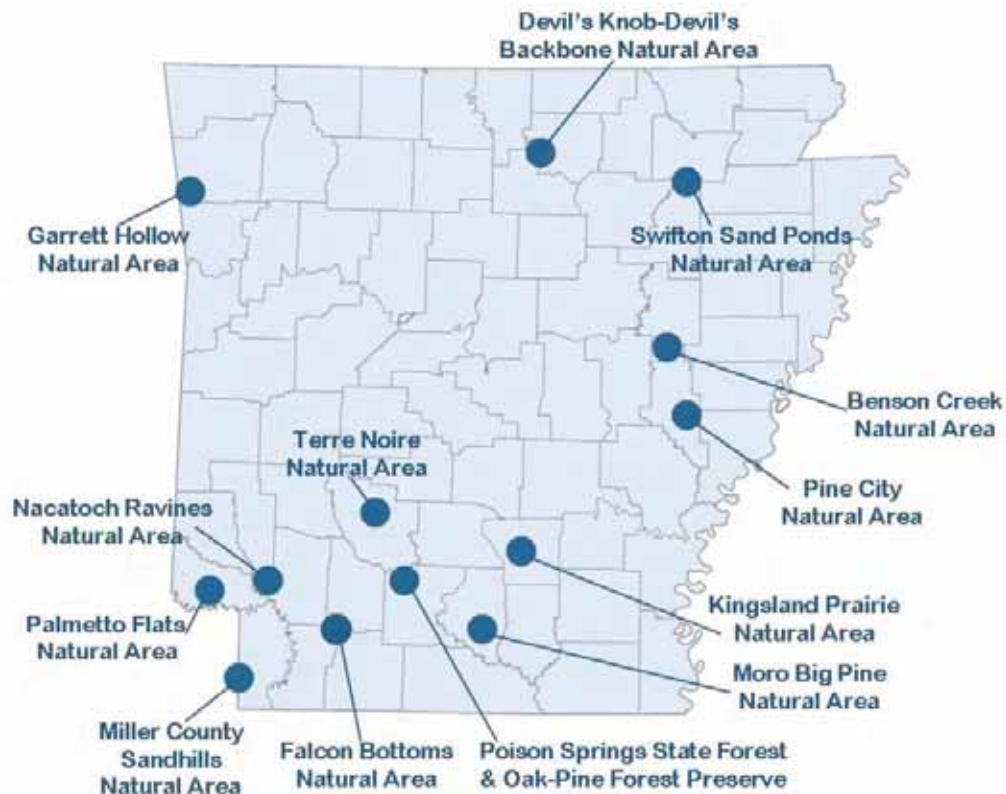 Devil's Knob-Devil's
Backbone Natural Area
Garrett Hollow
Natural Area
Swifton Sand Ponds
Natural Area
Benson Creek
Natural Area
Terre Noire
Natural Area
Pine City
Natural Area
Nacatoch Ravines
Natural Area
Kingsland Prairie
Natural Area
Palmetto Flats
Natural Area
Moro Big Pine
Natural Area
Miller County
Sandhills
Natural Area
Falcon Bottoms
Natural Area
Poison Springs State Forest
& Oak-Pine Forest Preserve